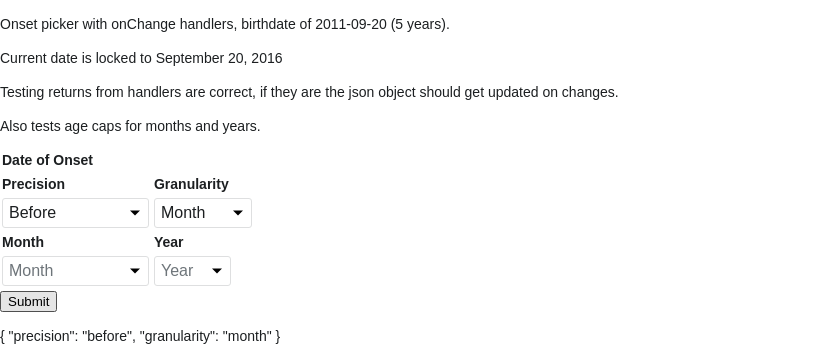 Onset picker with onChange handlers, birthdate of 2011-09-20 (5 years).
Current date is locked to September 20, 2016
Testing returns from handlers are correct, if they are the json object should get updated on changes.
Also tests age caps for months and years.
Date of Onset
Precision Granularity
Before Month
Month Year
Month Year
Submit
{ "precision": "before", "granularity": "month" }